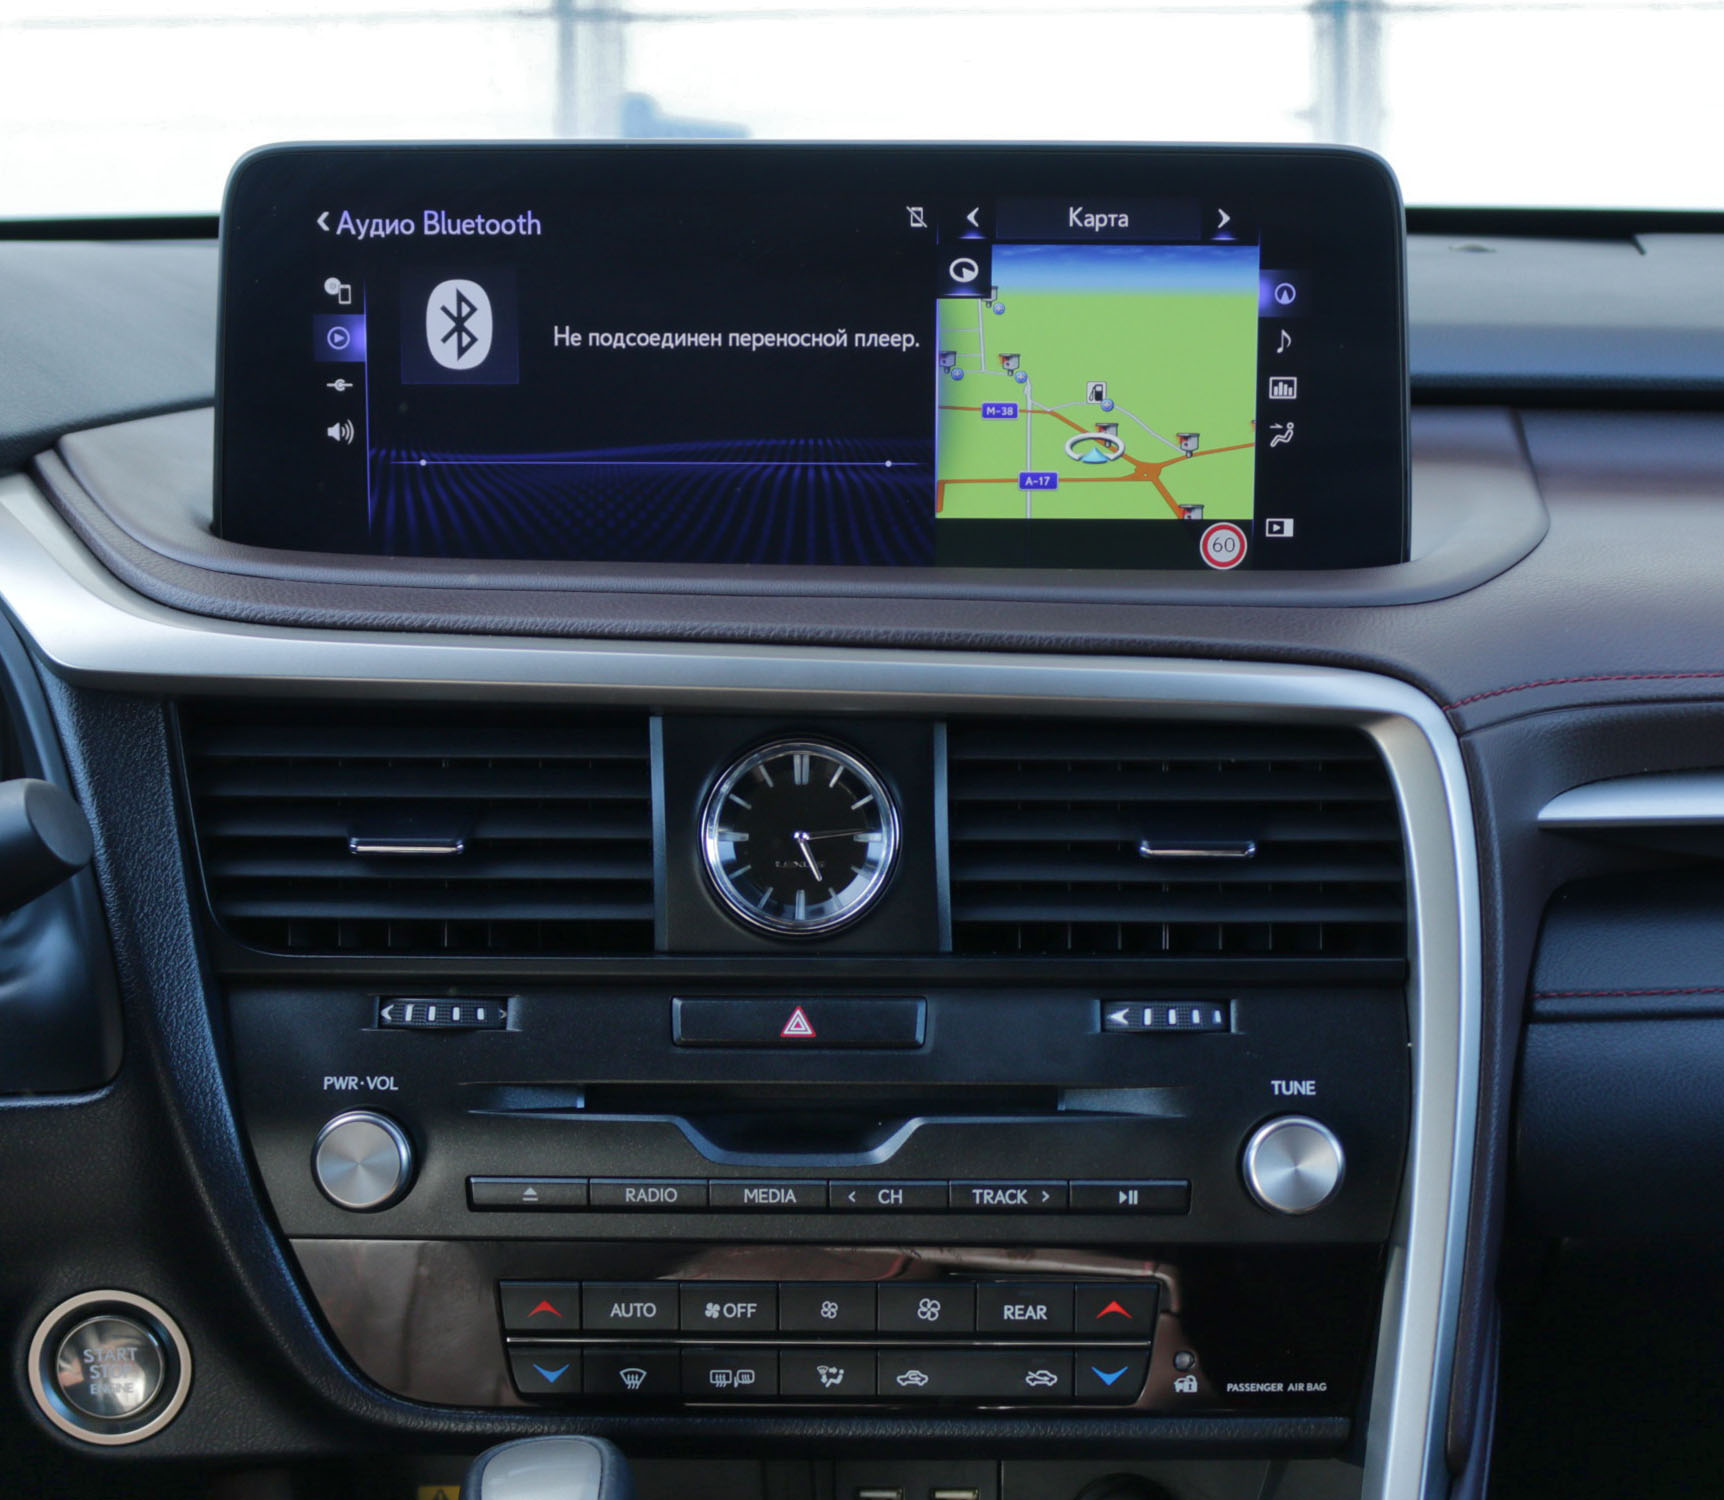 Аудио Bluetooth
Карта
Не подсоединен переносной плеер.
M-38
A-17
60
LEXUS
PWR·VOL
TUNE
RADIO
MEDIA
< CH
TRACK >
AUTO
OFF
REAR
START
STOP
ENGINE
PASSENGER AIR BAG